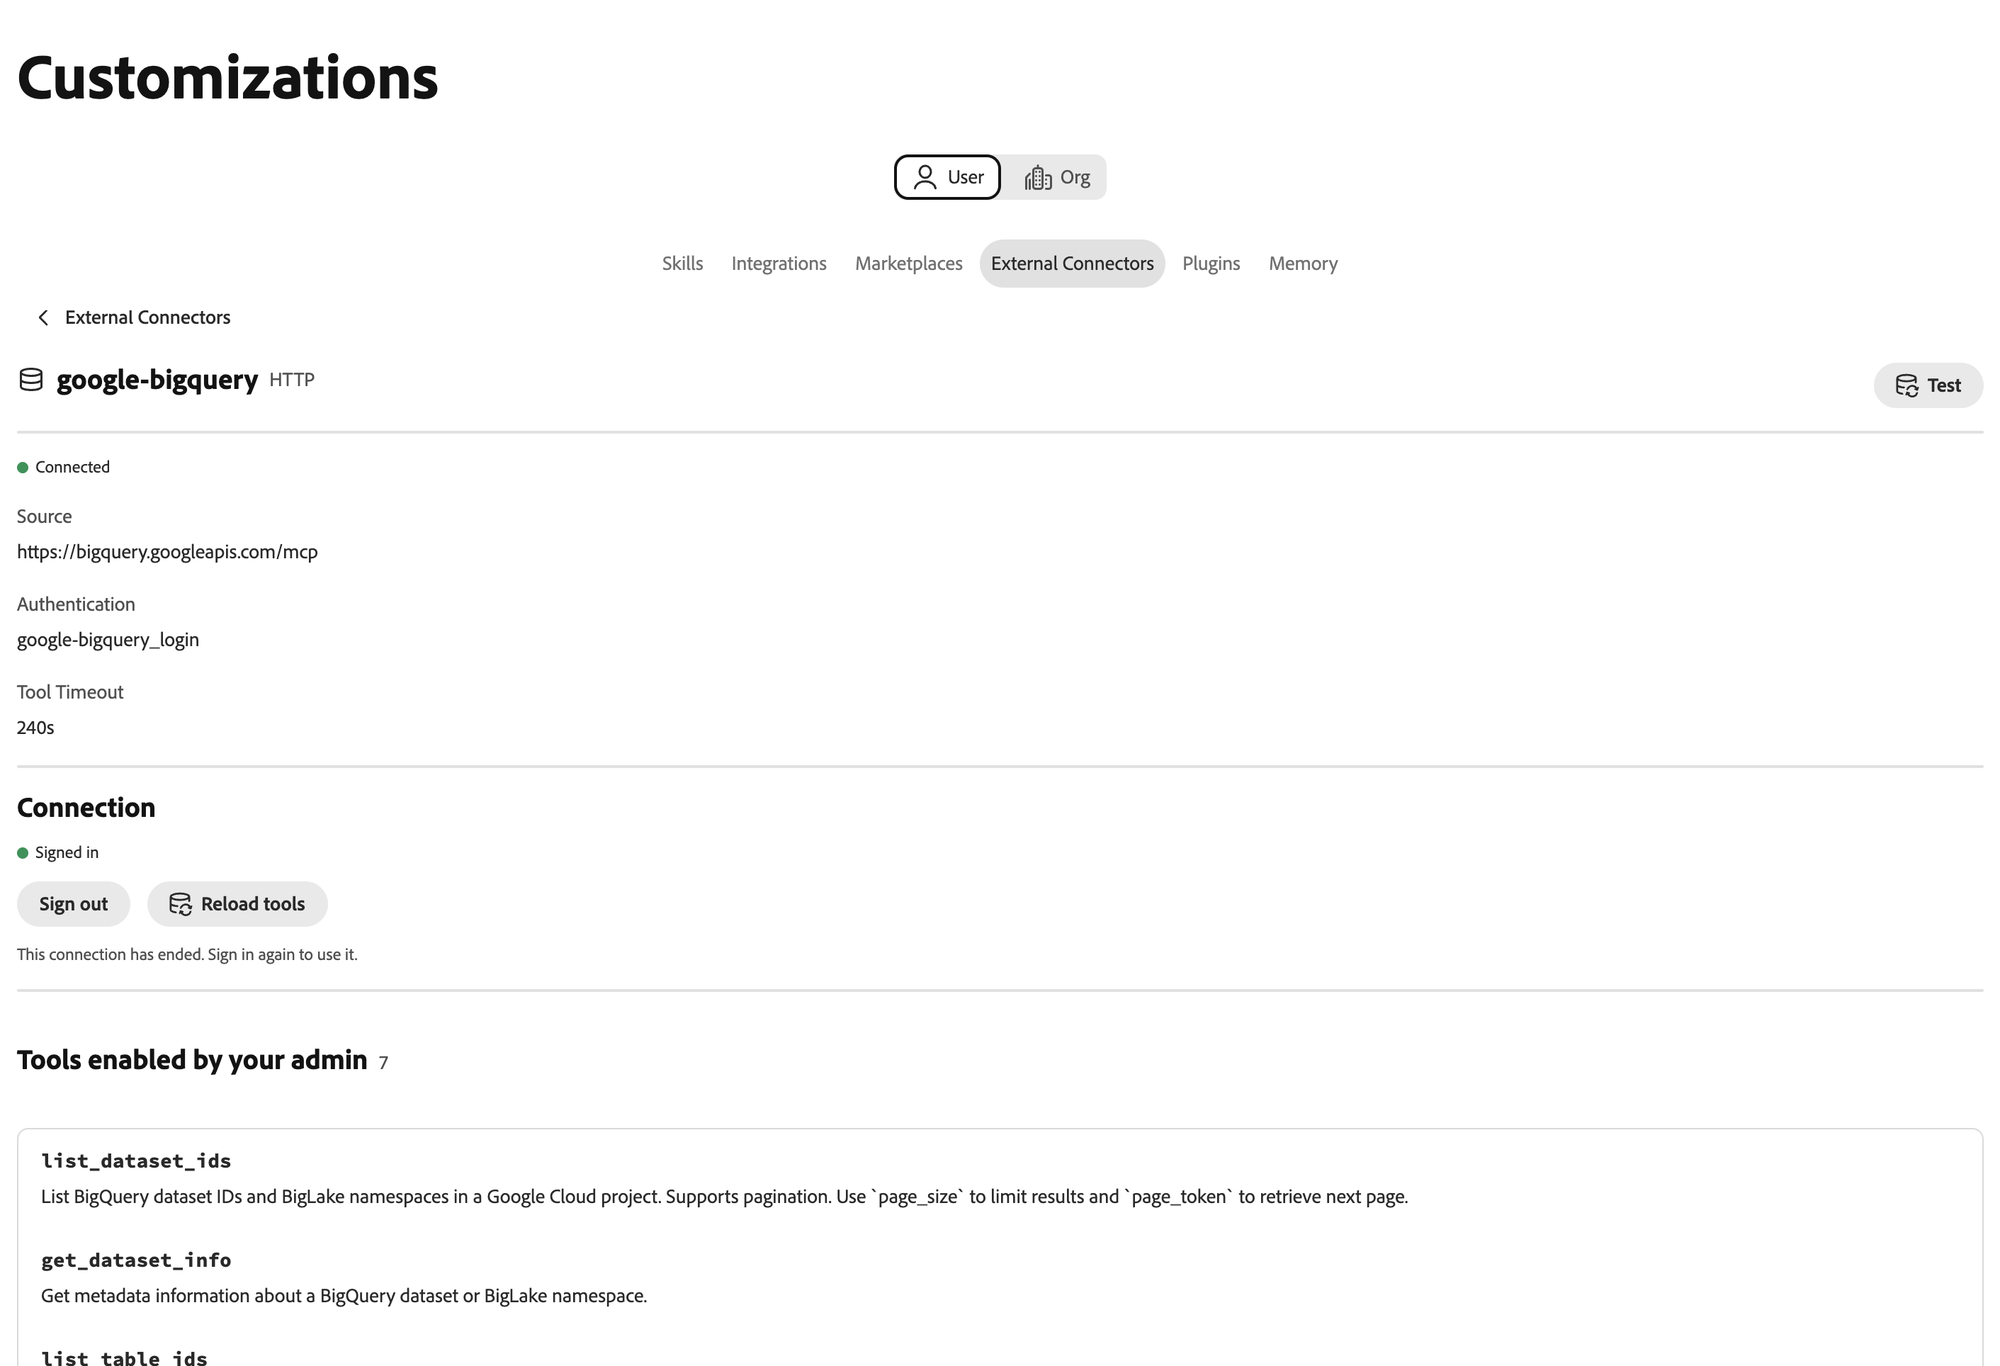 Customizations
User
Org
Skills
Integrations
Marketplaces
External Connectors
Plugins
Memory
External Connectors
google-bigquery HTTP
Test
Connected
Source
https://bigquery.googleapis.com/mcp
Authentication
google-bigquery_login
Tool Timeout
240s
Connection
Signed in
Sign out
Reload tools
This connection has ended. Sign in again to use it.
Tools enabled by your admin 7
list_dataset_ids
List BigQuery dataset IDs and BigLake namespaces in a Google Cloud project. Supports pagination. Use `page_size` to limit results and `page_token` to retrieve next page.
get_dataset_info
Get metadata information about a BigQuery dataset or BigLake namespace.
list_table_ids